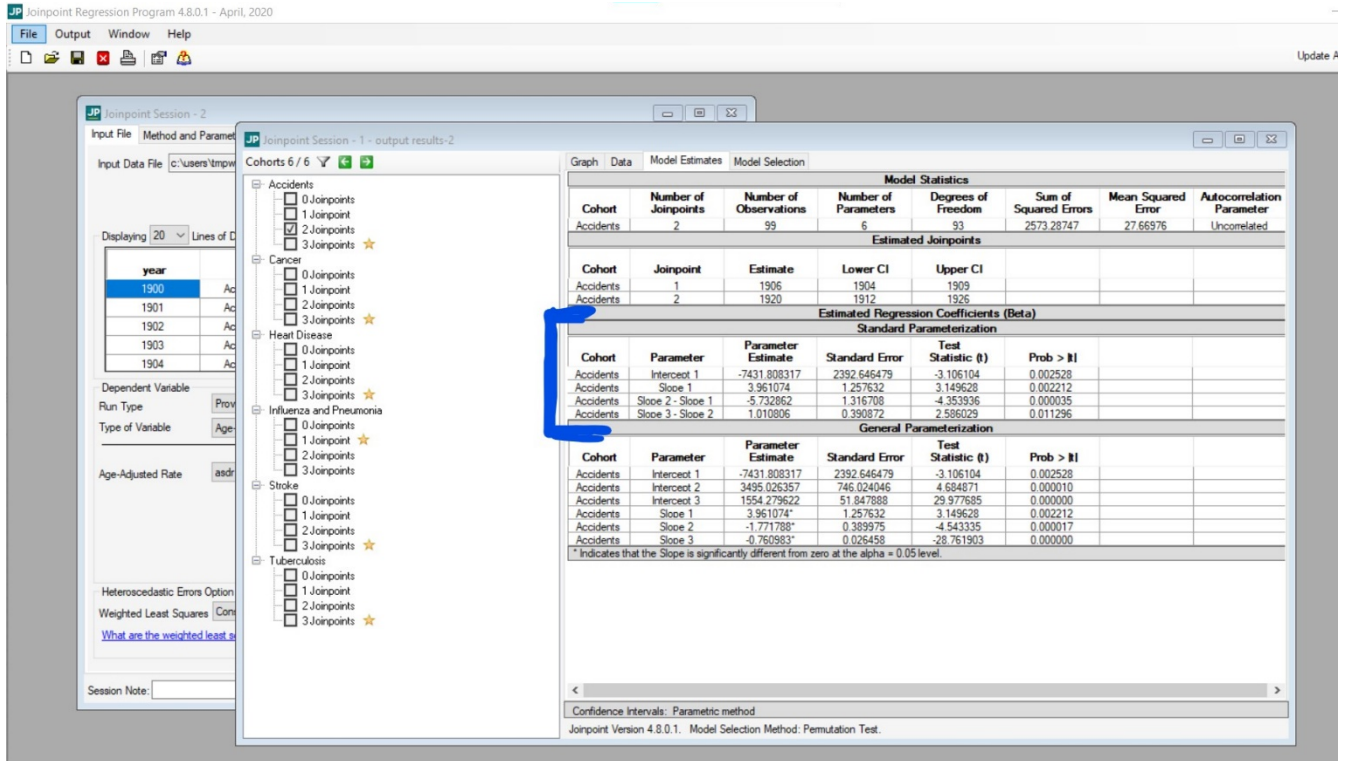 Joinpoint Regression Program 4.8.0.1 - April, 2020
File Output Window Help
Update A
Joinpoint Session - 2
Input File Method and Paramet
Input Data File c:\users\tmpw
Displaying 20 Lines of D
year
1900 Ac
1901 Ac
1902 Ac
1903 Ac
1904 Ac
Dependent Variable
Run Type Prov
Type of Variable Age-
Age-Adjusted Rate asdr
Heteroscedastic Errors Option
Weighted Least Squares Con
What are the weighted least s
Session Note:
Joinpoint Session - 1 - output results-2
Cohorts 6 / 6
Accidents
0 Joinpoints
1 Joinpoint
2 Joinpoints
3 Joinpoints
Cancer
0 Joinpoints
1 Joinpoint
2 Joinpoints
3 Joinpoints
Heart Disease
0 Joinpoints
1 Joinpoint
2 Joinpoints
3 Joinpoints
Influenza and Pneumonia
0 Joinpoints
1 Joinpoint
2 Joinpoints
3 Joinpoints
Stroke
0 Joinpoints
1 Joinpoint
2 Joinpoints
3 Joinpoints
Tuberculosis
0 Joinpoints
1 Joinpoint
2 Joinpoints
3 Joinpoints
Graph Data Model Estimates Model Selection
Model Statistics
Cohort Number of Joinpoints Number of Observations Number of Parameters Degrees of Freedom Sum of Squared Errors Mean Squared Error Autocorrelation Parameter
Accidents 2 99 6 93 2573.28747 27.66976 Uncorrelated
Estimated Joinpoints
Cohort Joinpoint Estimate Lower CI Upper CI
Accidents 1 1906 1904 1909
Accidents 2 1920 1912 1926
Estimated Regression Coefficients (Beta)
Standard Parameterization
Cohort Parameter Parameter Estimate Standard Error Test Statistic (t) Prob > |t|
Accidents Intercept 1 -7431.808317 2392.646479 -3.106104 0.002528
Accidents Slope 1 3.961074 1.257632 3.149628 0.002212
Accidents Slope 2 - Slope 1 -5.732862 1.316708 -4.353936 0.000035
Accidents Slope 3 - Slope 2 1.010806 0.390872 2.586029 0.011296
General Parameterization
Cohort Parameter Parameter Estimate Standard Error Test Statistic (t) Prob > |t|
Accidents Intercept 1 -7431.808317 2392.646479 -3.106104 0.002528
Accidents Intercept 2 3495.026357 746.024046 4.684871 0.000010
Accidents Intercept 3 1554.279622 51.847888 29.977685 0.000000
Accidents Slope 1 3.961074* 1.257632 3.149628 0.002212
Accidents Slope 2 -1.771788* 0.389975 -4.543335 0.000017
Accidents Slope 3 -0.760983* 0.026458 -28.761903 0.000000
* Indicates that the Slope is significantly different from zero at the alpha = 0.05 level.
Confidence Intervals: Parametric method
Joinpoint Version 4.8.0.1. Model Selection Method: Permutation Test.